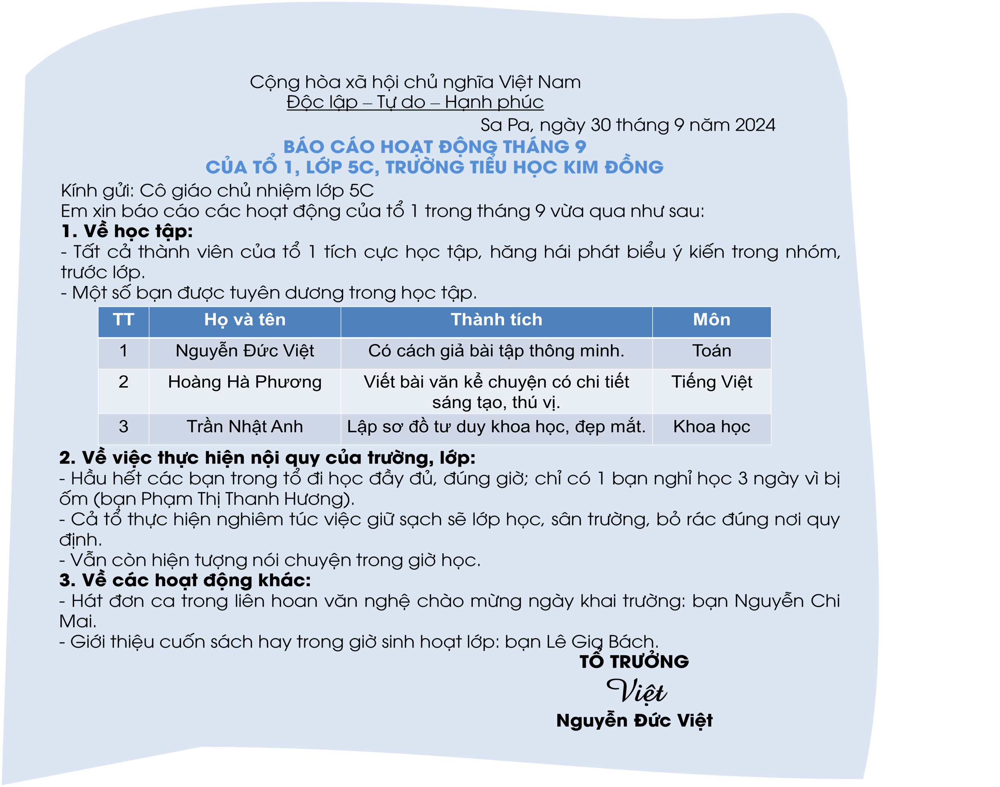 Cộng hòa xã hội chủ nghĩa Việt Nam
Độc lập – Tự do – Hạnh phúc
Sa Pa, ngày 30 tháng 9 năm 2024
BÁO CÁO HOẠT ĐỘNG THÁNG 9
CỦA TỔ 1, LỚP 5C, TRƯỜNG TIỂU HỌC KIM ĐỒNG
Kính gửi: Cô giáo chủ nhiệm lớp 5C
Em xin báo cáo các hoạt động của tổ 1 trong tháng 9 vừa qua như sau:
1. Về học tập:
- Tất cả thành viên của tổ 1 tích cực học tập, hăng hái phát biểu ý kiến trong nhóm,
trước lớp.
- Một số bạn được tuyên dương trong học tập.
TT Họ và tên Thành tích Môn
1 Nguyễn Đức Việt Có cách giả bài tập thông minh. Toán
2 Hoàng Hà Phương Viết bài văn kể chuyện có chi tiết Tiếng Việt
sáng tạo, thú vị.
3 Trần Nhật Anh Lập sơ đồ tư duy khoa học, đẹp mắt. Khoa học
2. Về việc thực hiện nội quy của trường, lớp:
- Hầu hết các bạn trong tổ đi học đầy đủ, đúng giờ; chỉ có 1 bạn nghỉ học 3 ngày vì bị
ốm (bạn Phạm Thị Thanh Hương).
- Cả tổ thực hiện nghiêm túc việc giữ sạch sẽ lớp học, sân trường, bỏ rác đúng nơi quy
định.
- Vẫn còn hiện tượng nói chuyện trong giờ học.
3. Về các hoạt động khác:
- Hát đơn ca trong liên hoan văn nghệ chào mừng ngày khai trường: bạn Nguyễn Chi
Mai.
- Giới thiệu cuốn sách hay trong giờ sinh hoạt lớp: bạn Lê Gia Bách.
TỔ TRƯỞNG
Việt
Nguyễn Đức Việt